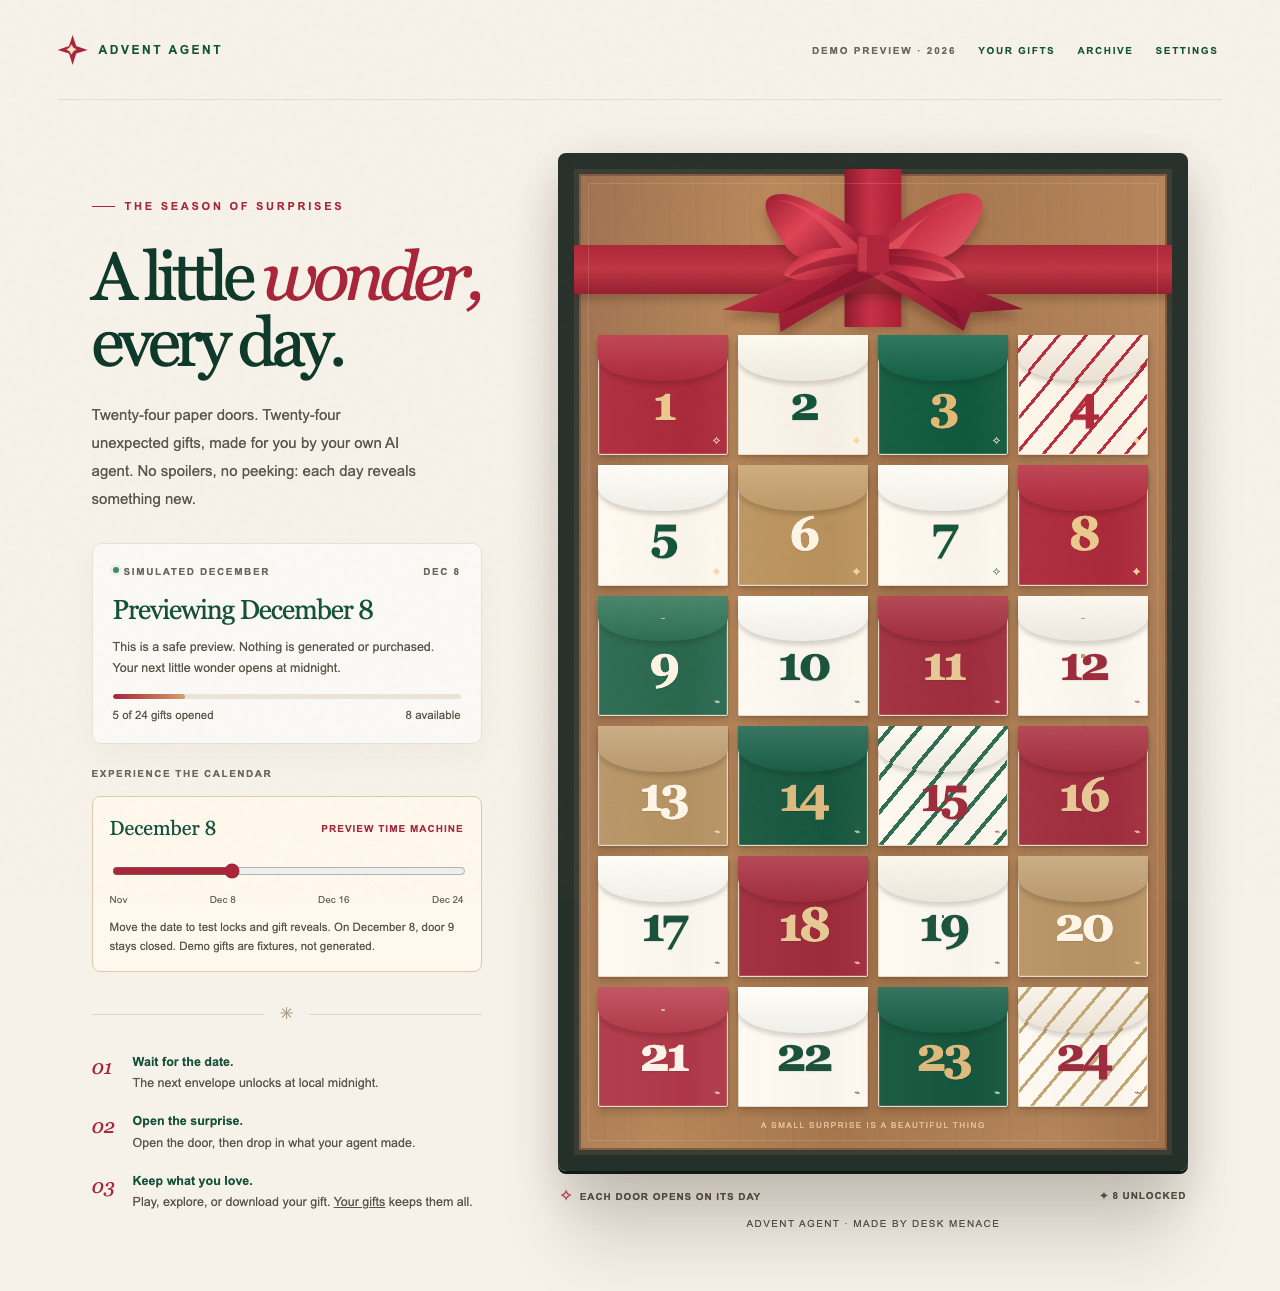 ADVENT AGENT
DEMO PREVIEW · 2026 YOUR GIFTS ARCHIVE SETTINGS
THE SEASON OF SURPRISES
A little wonder,
every day.
Twenty-four paper doors. Twenty-four
unexpected gifts, made for you by your own AI
agent. No spoilers, no peeking: each day reveals
something new.
SIMULATED DECEMBER DEC 8
Previewing December 8
This is a safe preview. Nothing is generated or purchased.
Your next little wonder opens at midnight.
5 of 24 gifts opened 8 available
EXPERIENCE THE CALENDAR
December 8 PREVIEW TIME MACHINE
Nov Dec 8 Dec 16 Dec 24
Move the date to test locks and gift reveals. On December 8, door 9
stays closed. Demo gifts are fixtures, not generated.
01 Wait for the date.
The next envelope unlocks at local midnight.
02 Open the surprise.
Open the door, then drop in what your agent made.
03 Keep what you love.
Play, explore, or download your gift. Your gifts keeps them all.
1 2 3 4
5 6 7 8
9 10 11 12
13 14 15 16
17 18 19 20
21 22 23 24
A SMALL SURPRISE IS A BEAUTIFUL THING
EACH DOOR OPENS ON ITS DAY 8 UNLOCKED
ADVENT AGENT · MADE BY DESK MENACE